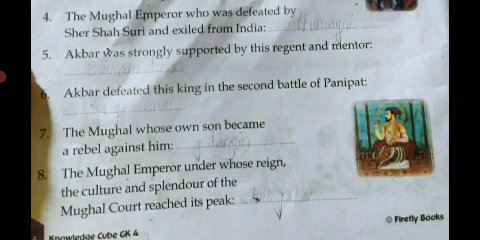 4. The Mughal Emperor who was defeated by
Sher Shah Suri and exiled from India:
5. Akbar was strongly supported by this regent and mentor:
6. Akbar defeated this king in the second battle of Panipat:
7. The Mughal whose own son became
a rebel against him:
8. The Mughal Emperor under whose reign,
the culture and splendour of the
Mughal Court reached its peak:
© Firefly Books
Knowledge Cube GK 4